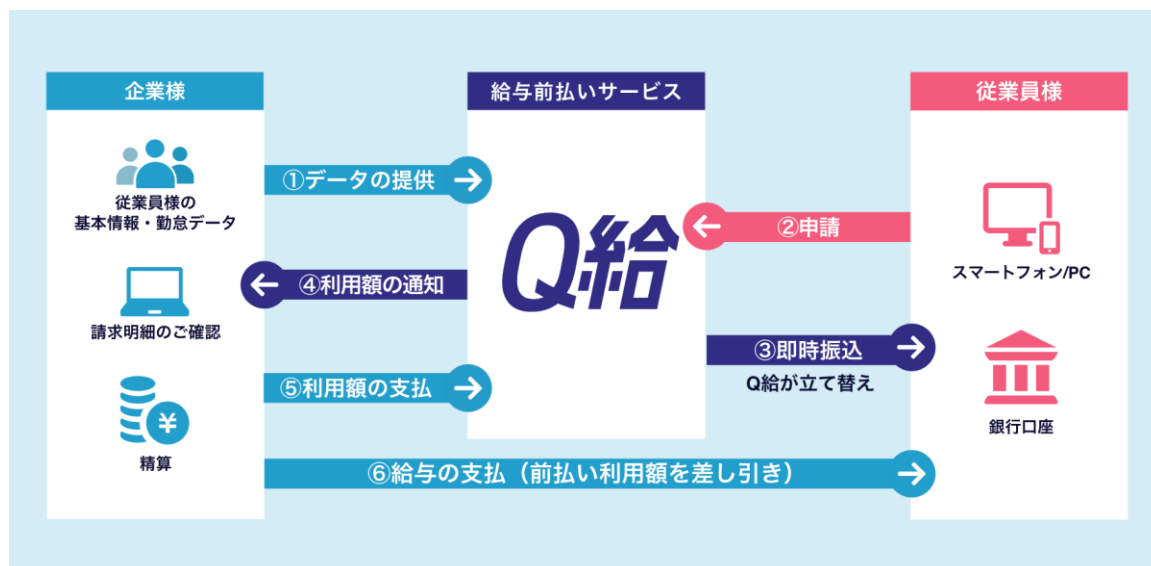 企業様
従業員様の
基本情報・勤怠データ
請求明細のご確認
精算
①データの提供
④利用額の通知
⑤利用額の支払
⑥給与の支払（前払い利用額を差し引き）
給与前払いサービス
Q給
②申請
③即時振込
Q給が立て替え
従業員様
スマートフォン/PC
銀行口座
¥